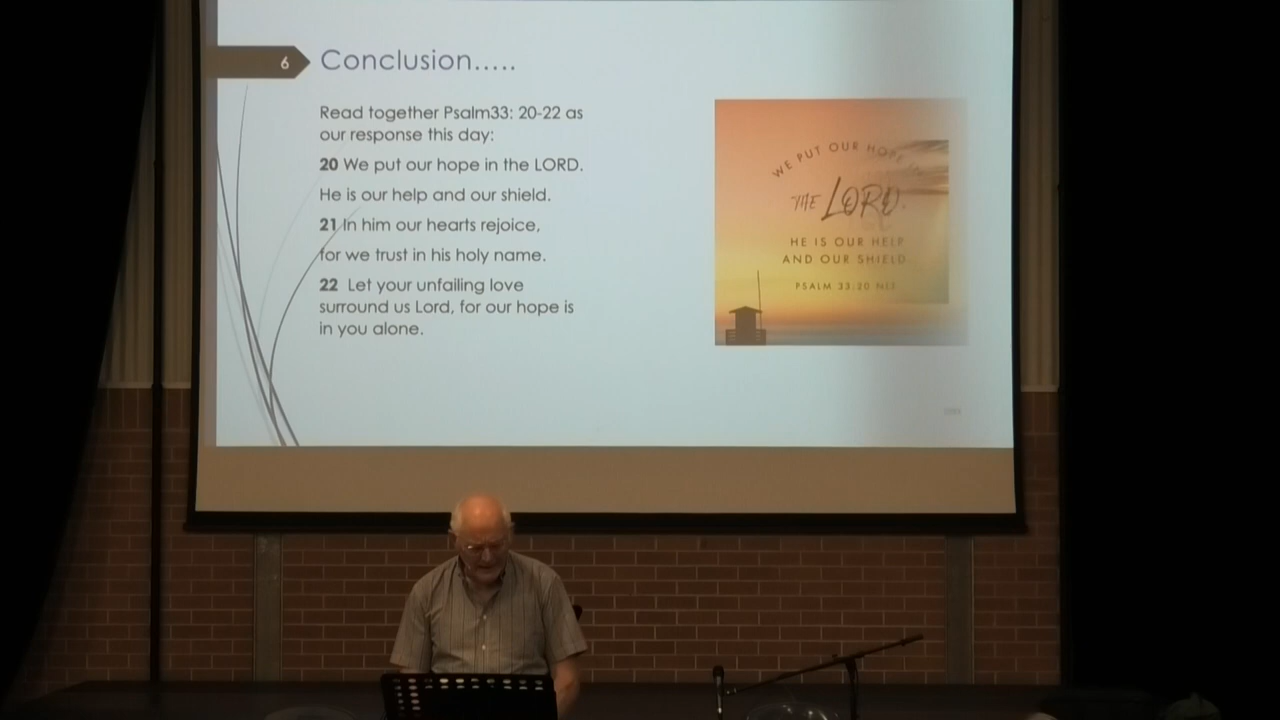 6
Conclusion.....
Read together Psalm33: 20-22 as
our response this day:
20 We put our hope in the LORD.
He is our help and our shield.
21 In him our hearts rejoice,
for we trust in his holy name.
22 Let your unfailing love
surround us Lord, for our hope is
in you alone.
WE PUT OUR HOPE IN
THE LORD.
HE IS OUR HELP
AND OUR SHIELD
PSALM 33:20 NLT